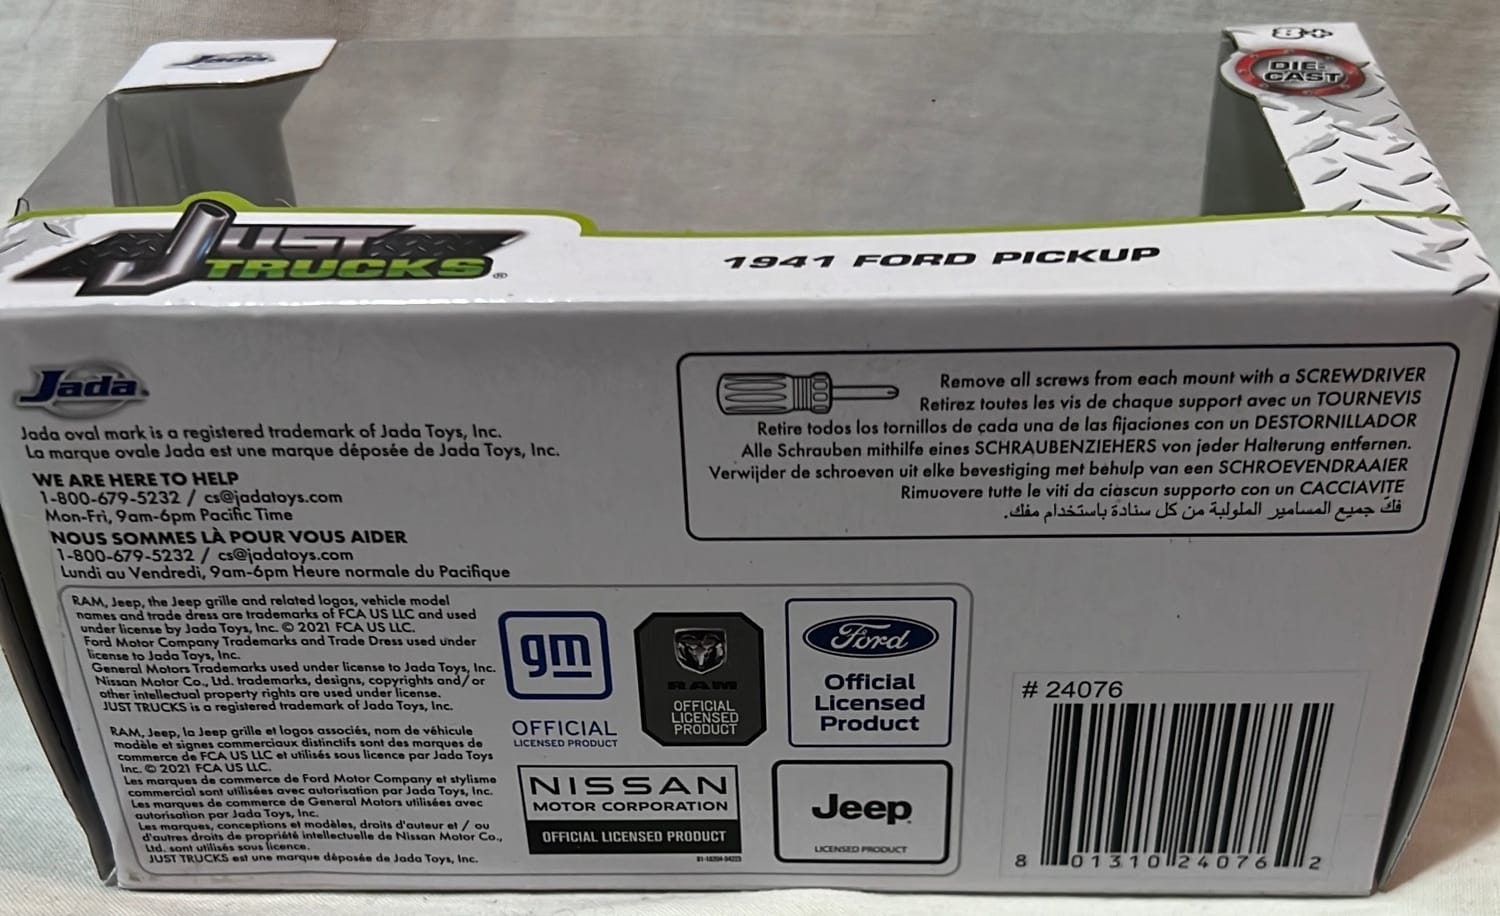 Jada
8+
DIE-
CAST
JUST
TRUCKS®
1941 FORD PICKUP
Jada®
Jada oval mark is a registered trademark of Jada Toys, Inc.
La marque ovale Jada est une marque déposée de Jada Toys, Inc.
WE ARE HERE TO HELP
1-800-679-5232 / cs@jadatoys.com
Mon-Fri, 9am-6pm Pacific Time
NOUS SOMMES LÀ POUR VOUS AIDER
1-800-679-5232 / cs@jadatoys.com
Lundi au Vendredi, 9am-6pm Heure normale du Pacifique
Remove all screws from each mount with a SCREWDRIVER
Retirez toutes les vis de chaque support avec un TOURNEVIS
Retire todos los tornillos de cada una de las fijaciones con un DESTORNILLADOR
Alle Schrauben mithilfe eines SCHRAUBENZIEHERS von jeder Halterung entfernen.
Verwijder de schroeven uit elke bevestiging met behulp van een SCHROEVENDRAAIER
Rimuovere tutte le viti da ciascun supporto con un CACCIAVITE
فكّ جميع المسامير الملولبة من كل سنادة باستخدام مفك.
RAM, Jeep, the Jeep grille and related logos, vehicle model
names and trade dress are trademarks of FCA US LLC and used
under license by Jada Toys, Inc. © 2021 FCA US LLC.
Ford Motor Company Trademarks and Trade Dress used under
license to Jada Toys, Inc.
General Motors Trademarks used under license to Jada Toys, Inc.
Nissan Motor Co., Ltd. trademarks, designs, copyrights and/or
other intellectual property rights are used under license.
JUST TRUCKS is a registered trademark of Jada Toys, Inc.
RAM, Jeep, la Jeep grille et logos associés, nom de véhicule
modèle et signes commerciaux distinctifs sont des marques de
commerce de FCA US LLC et utilisés sous licence par Jada Toys
Inc. © 2021 FCA US LLC.
Les marques de commerce de Ford Motor Company et stylisme
commercial sont utilisées avec autorisation par Jada Toys, Inc.
Les marques de commerce de General Motors utilisées avec
autorisation par Jada Toys, Inc.
Les marques, conceptions et modèles, droits d'auteur et / ou
d'autres droits de propriété intellectuelle de Nissan Motor Co.,
Ltd. sont utilisés sous licence.
JUST TRUCKS est une marque déposée de Jada Toys, Inc.
gm
OFFICIAL
LICENSED PRODUCT
RAM
OFFICIAL
LICENSED
PRODUCT
Ford
Official
Licensed
Product
NISSAN
MOTOR CORPORATION
OFFICIAL LICENSED PRODUCT
Jeep
LICENSED PRODUCT
# 24076
8 01310 24076 2